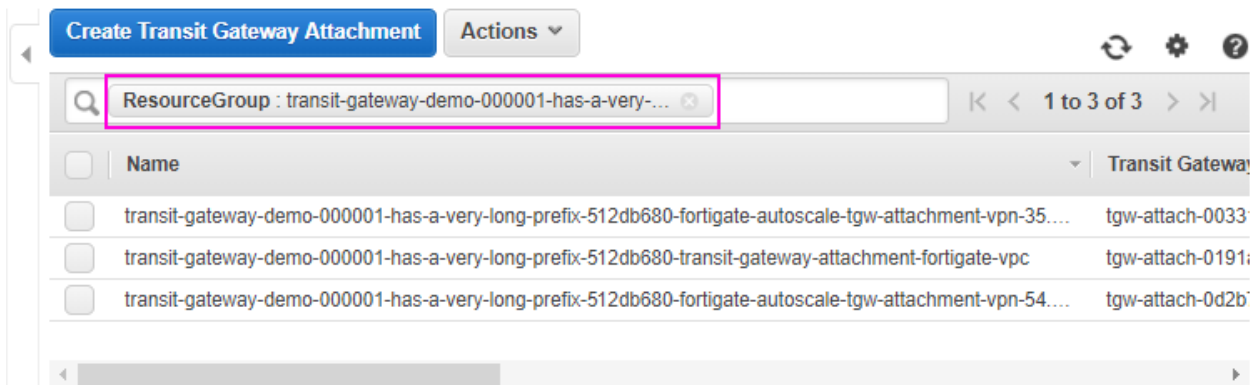 Create Transit Gateway Attachment Actions
ResourceGroup : transit-gateway-demo-000001-has-a-very-... 1 to 3 of 3
Name Transit Gateway
transit-gateway-demo-000001-has-a-very-long-prefix-512db680-fortigate-autoscale-tgw-attachment-vpn-35.... tgw-attach-0033
transit-gateway-demo-000001-has-a-very-long-prefix-512db680-transit-gateway-attachment-fortigate-vpc tgw-attach-0191
transit-gateway-demo-000001-has-a-very-long-prefix-512db680-fortigate-autoscale-tgw-attachment-vpn-54.... tgw-attach-0d2b